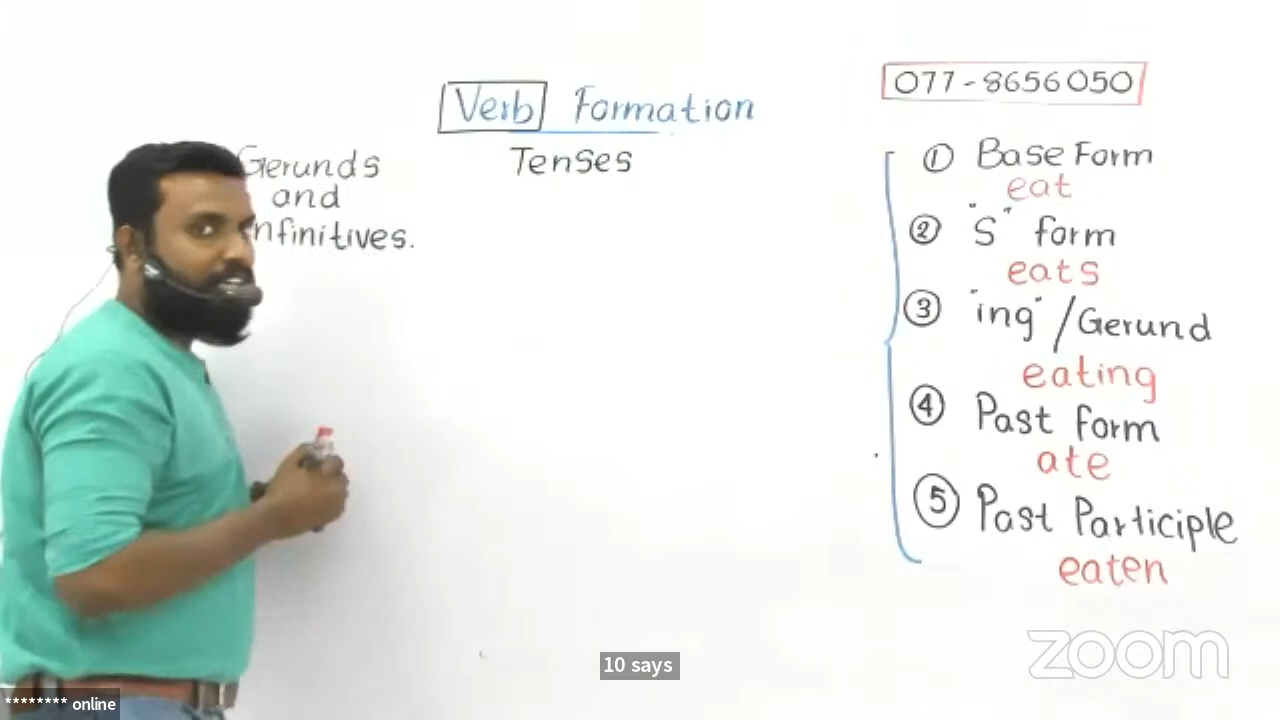 077-8656050
Verb Formation
Gerunds
and
nfinitives.
Tenses
① Base Form
eat
② "S" form
eats
③ "ing" / Gerund
eating
④ Past form
ate
⑤ Past Participle
eaten
zoom
10 says
******** online